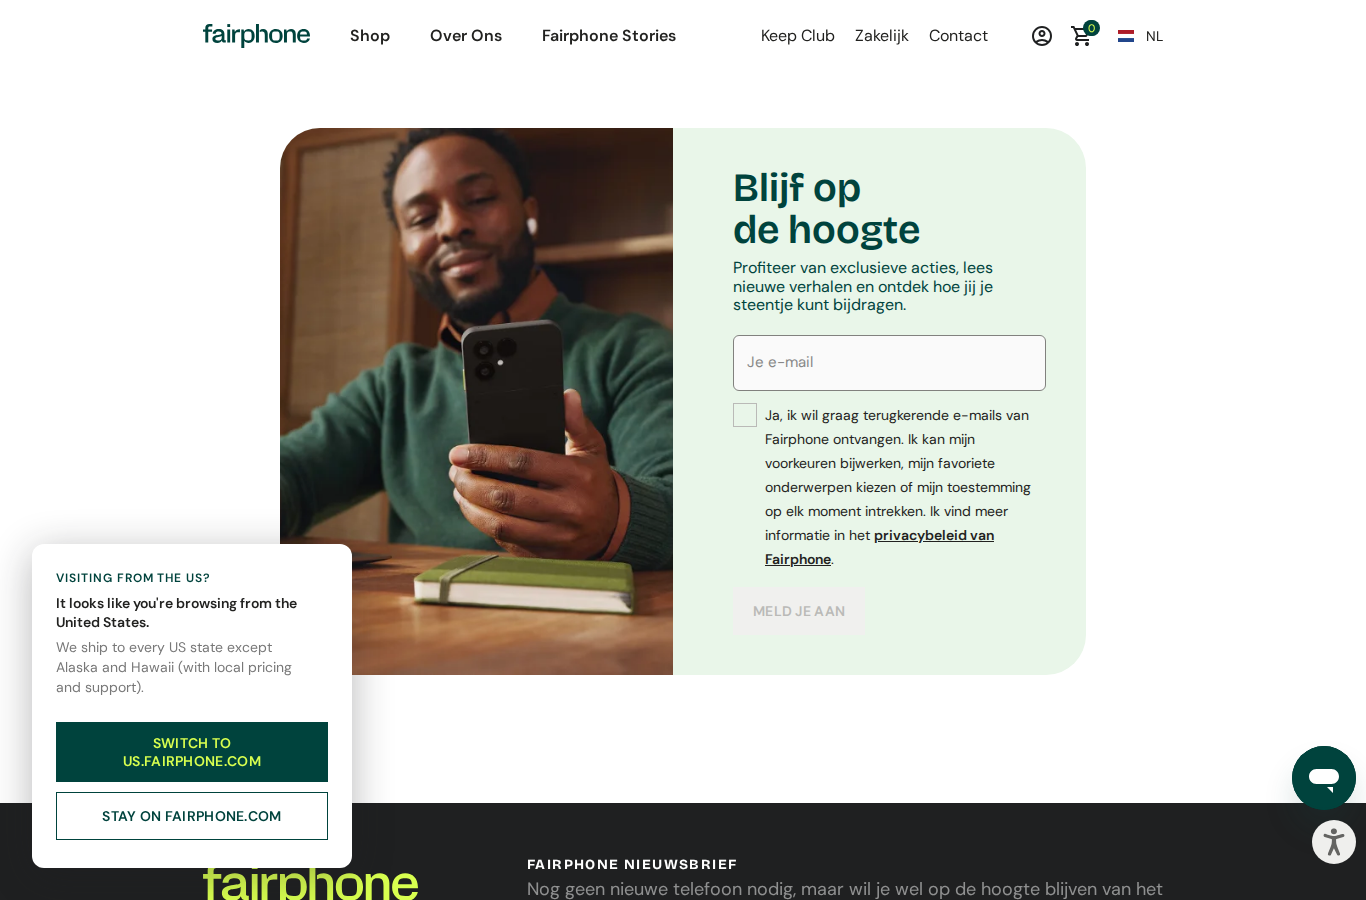 fairphone
Shop
Over Ons
Fairphone Stories
Keep Club
Zakelijk
Contact
0
NL
Blijf op
de hoogte
Profiteer van exclusieve acties, lees
nieuwe verhalen en ontdek hoe jij je
steentje kunt bijdragen.
Je e-mail
Ja, ik wil graag terugkerende e-mails van
Fairphone ontvangen. Ik kan mijn
voorkeuren bijwerken, mijn favoriete
onderwerpen kiezen of mijn toestemming
op elk moment intrekken. Ik vind meer
informatie in het privacybeleid van
Fairphone.
MELD JE AAN
VISITING FROM THE US?
It looks like you're browsing from the
United States.
We ship to every US state except
Alaska and Hawaii (with local pricing
and support).
SWITCH TO
US.FAIRPHONE.COM
STAY ON FAIRPHONE.COM
fairphone
FAIRPHONE NIEUWSBRIEF
Nog geen nieuwe telefoon nodig, maar wil je wel op de hoogte blijven van het